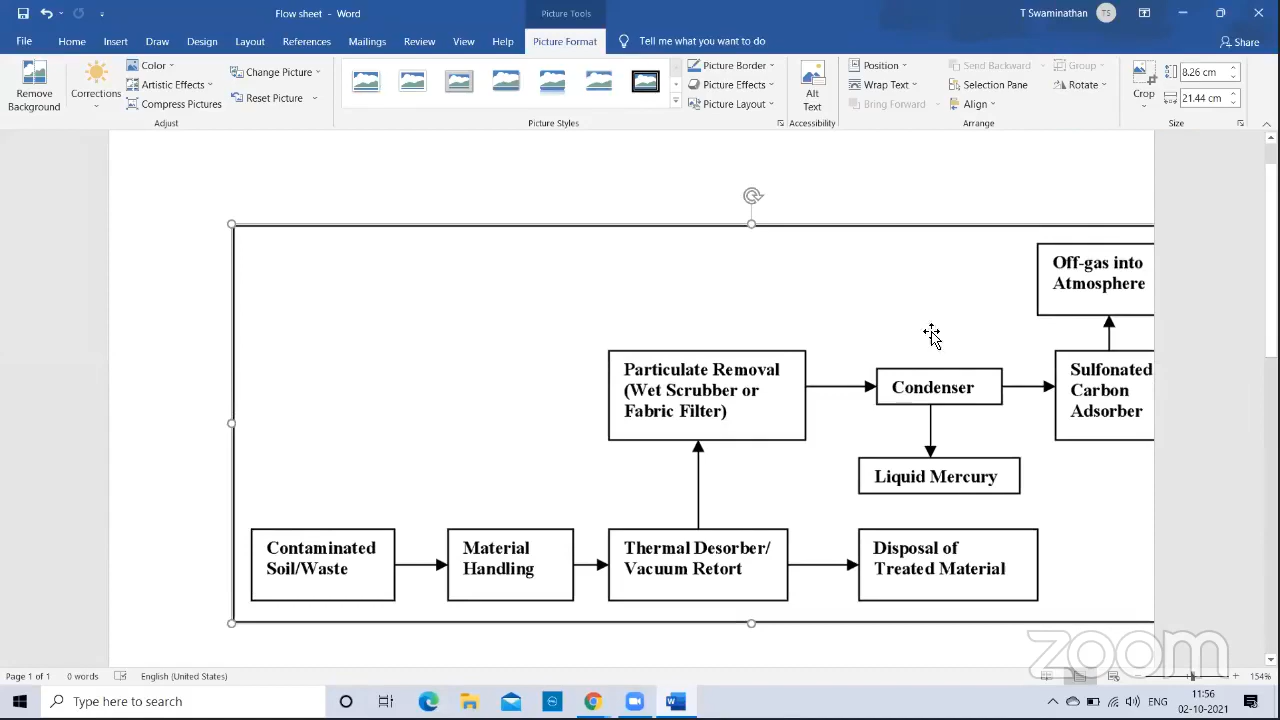 Flow sheet - Word
Picture Tools
T Swaminathan
TS
File
Home
Insert
Draw
Design
Layout
References
Mailings
Review
View
Help
Picture Format
Tell me what you want to do
Share
Remove
Background
Corrections
Color
Artistic Effects
Compress Pictures
Change Picture
Reset Picture
Adjust
Picture Styles
Picture Border
Picture Effects
Picture Layout
Alt
Text
Accessibility
Position
Wrap Text
Bring Forward
Send Backward
Selection Pane
Align
Group
Rotate
Arrange
Crop
8.26 cm
21.44 cm
Size
Off-gas into
Atmosphere
Particulate Removal
(Wet Scrubber or
Fabric Filter)
Condenser
Sulfonated
Carbon
Adsorber
Liquid Mercury
Contaminated
Soil/Waste
Material
Handling
Thermal Desorber/
Vacuum Retort
Disposal of
Treated Material
zoom
Page 1 of 1
0 words
English (United States)
154%
Type here to search
ENG
11:56
02-10-2021